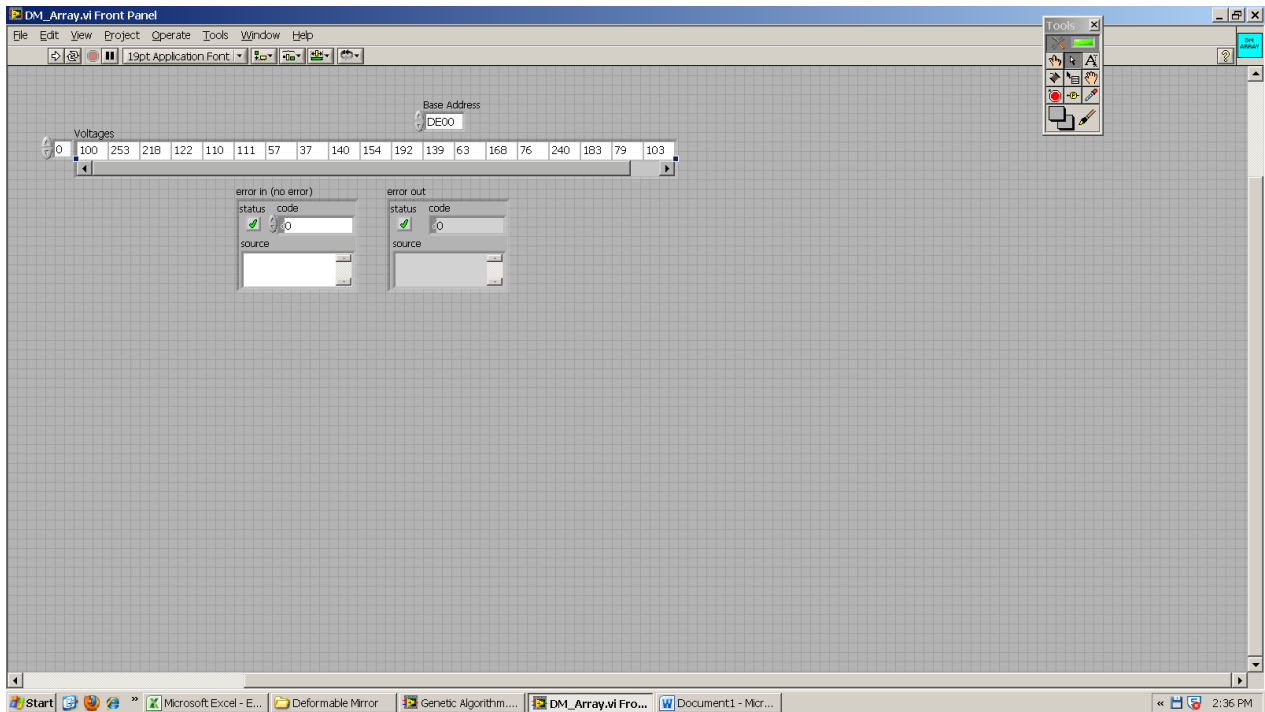 DM_Array.vi Front Panel
File Edit View Project Operate Tools Window Help
19pt Application Font
Tools
DM
ARRAY
Base Address
DE00
Voltages
0 100 253 218 122 110 111 57 37 140 154 192 139 63 168 76 240 183 79 103
error in (no error) error out
status code status code
0 0
source source
Start Microsoft Excel - E... Deformable Mirror Genetic Algorithm.... DM_Array.vi Fro... Document1 - Micr... 2:36 PM